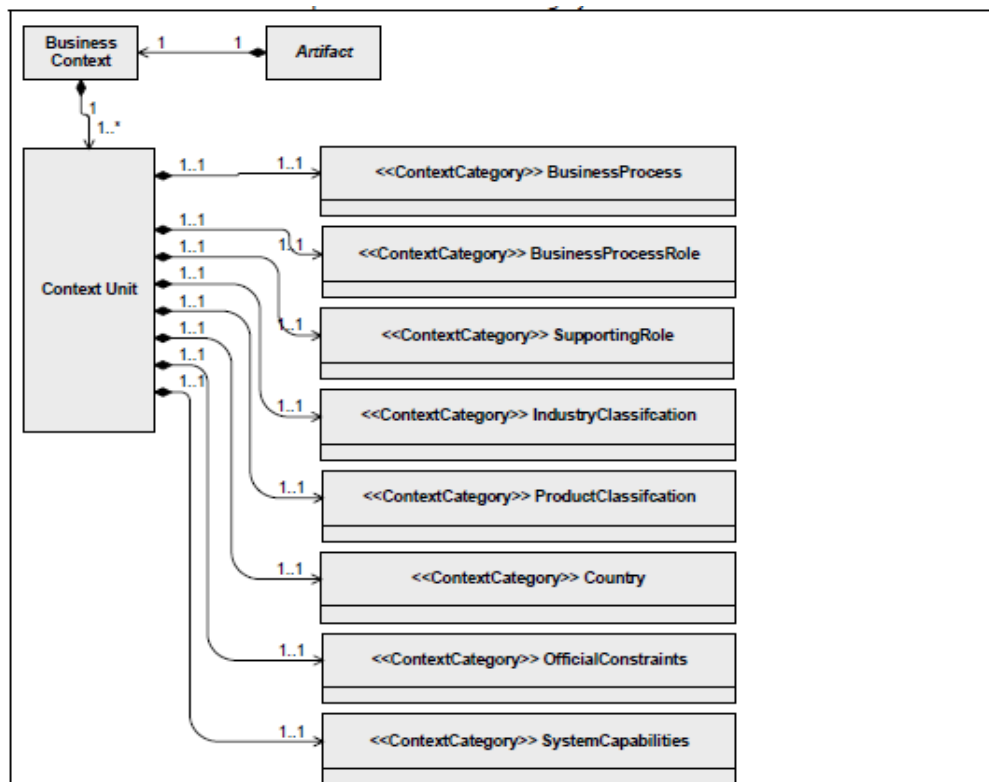 Business
Context
1
1
Artifact
1
1..*
Context Unit
1..1
1..1
<<ContextCategory>> BusinessProcess
1..1
1..1
<<ContextCategory>> BusinessProcessRole
1..1
1..1
<<ContextCategory>> SupportingRole
1..1
1..1
<<ContextCategory>> IndustryClassifcation
1..1
1..1
<<ContextCategory>> ProductClassifcation
1..1
1..1
<<ContextCategory>> Country
1..1
1..1
<<ContextCategory>> OfficialConstraints
1..1
1..1
<<ContextCategory>> SystemCapabilities